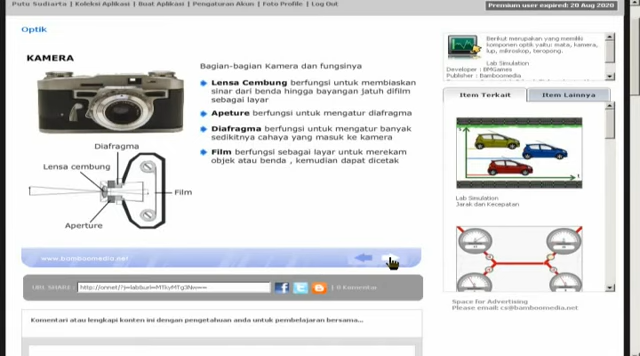 Putu Sudiarta | Koleksi Aplikasi | Buat Aplikasi | Pengaturan Akun | Foto Profile | Log Out
Premium user expired: 20 Aug 2020
Optik
KAMERA
Bagian-bagian Kamera dan fungsinya
Lensa Cembung berfungsi untuk membiaskan
sinar dari benda hingga bayangan jatuh difilm
sebagai layar
Apeture berfungsi untuk mengatur diafragma
Diafragma berfungsi untuk mengatur banyak
sedikitnya cahaya yang masuk ke kamera
Film berfungsi sebagai layar untuk merekam
objek atau benda , kemudian dapat dicetak
Diafragma
Lensa cembung
Film
Aperture
www.bamboomedia.net
URL SHARE :
| 0 Komentar
Komentari atau lengkapi konten ini dengan pengetahuan anda untuk pembelajaran bersama...
Berikut merupakan yang memiliki
komponen optik yaitu: mata, kamera,
lup, mikroskop, teropong.
Lab Simulation
Developer : BMGames
Publisher : Bamboomedia
Item Terkait
Item Lainnya
Lab Simulation
Jarak dan Kecepatan
Space for Advertising
Please email: cs@bamboomedia.net